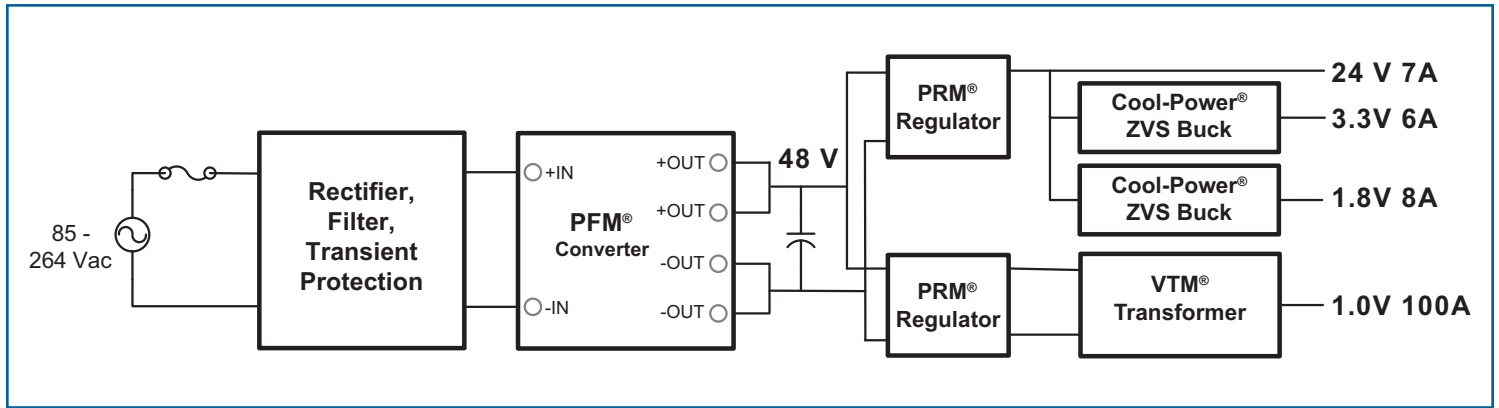 85 -
264 Vac
Rectifier,
Filter,
Transient
Protection
+IN
-IN
PFM®
Converter
+OUT
+OUT
-OUT
-OUT
48 V
PRM®
Regulator
PRM®
Regulator
Cool-Power®
ZVS Buck
Cool-Power®
ZVS Buck
VTM®
Transformer
24 V 7A
3.3V 6A
1.8V 8A
1.0V 100A